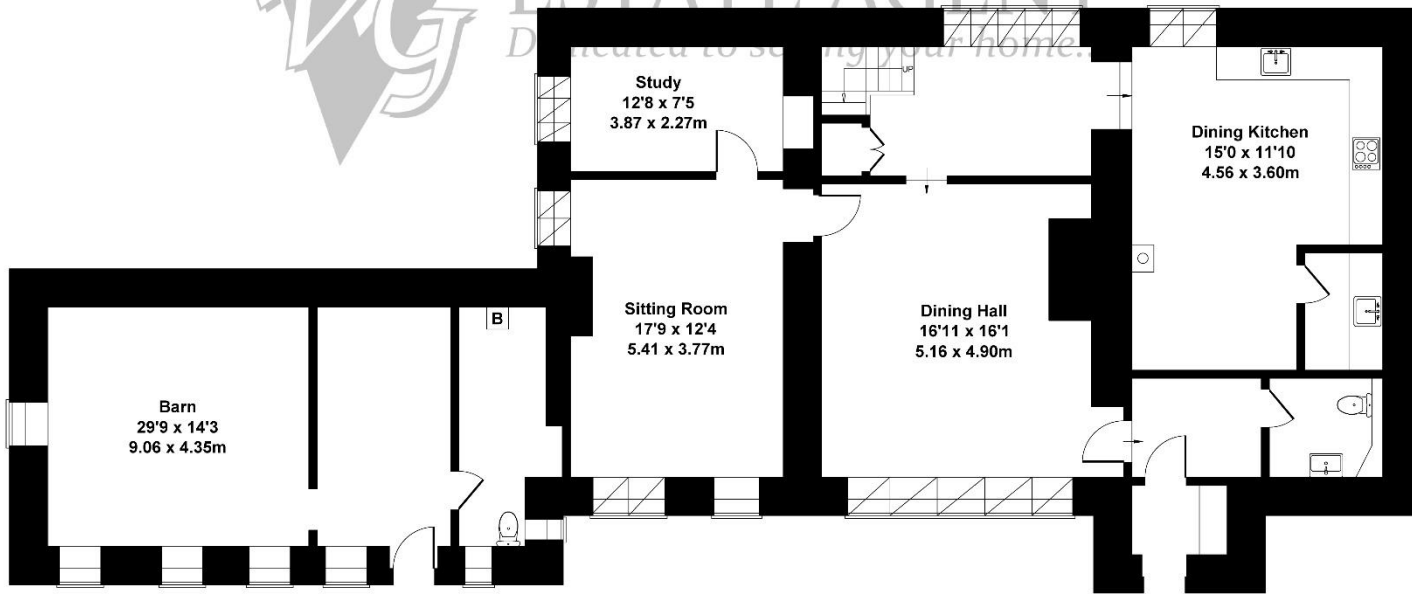 VG
Dedicated to selling your home..
Study
12'8 x 7'5
3.87 x 2.27m
UP
Dining Kitchen
15'0 x 11'10
4.56 x 3.60m
Sitting Room
17'9 x 12'4
5.41 x 3.77m
Dining Hall
16'11 x 16'1
5.16 x 4.90m
B
Barn
29'9 x 14'3
9.06 x 4.35m